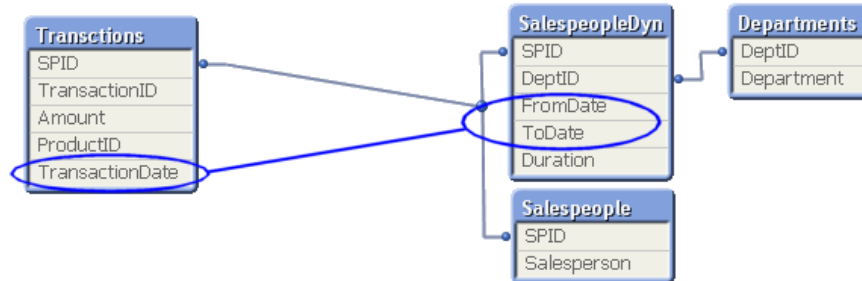 Transctions
SPID
TransactionID
Amount
ProductID
TransactionDate
SalespeopleDyn
SPID
DeptID
FromDate
ToDate
Duration
Departments
DeptID
Department
Salespeople
SPID
Salesperson